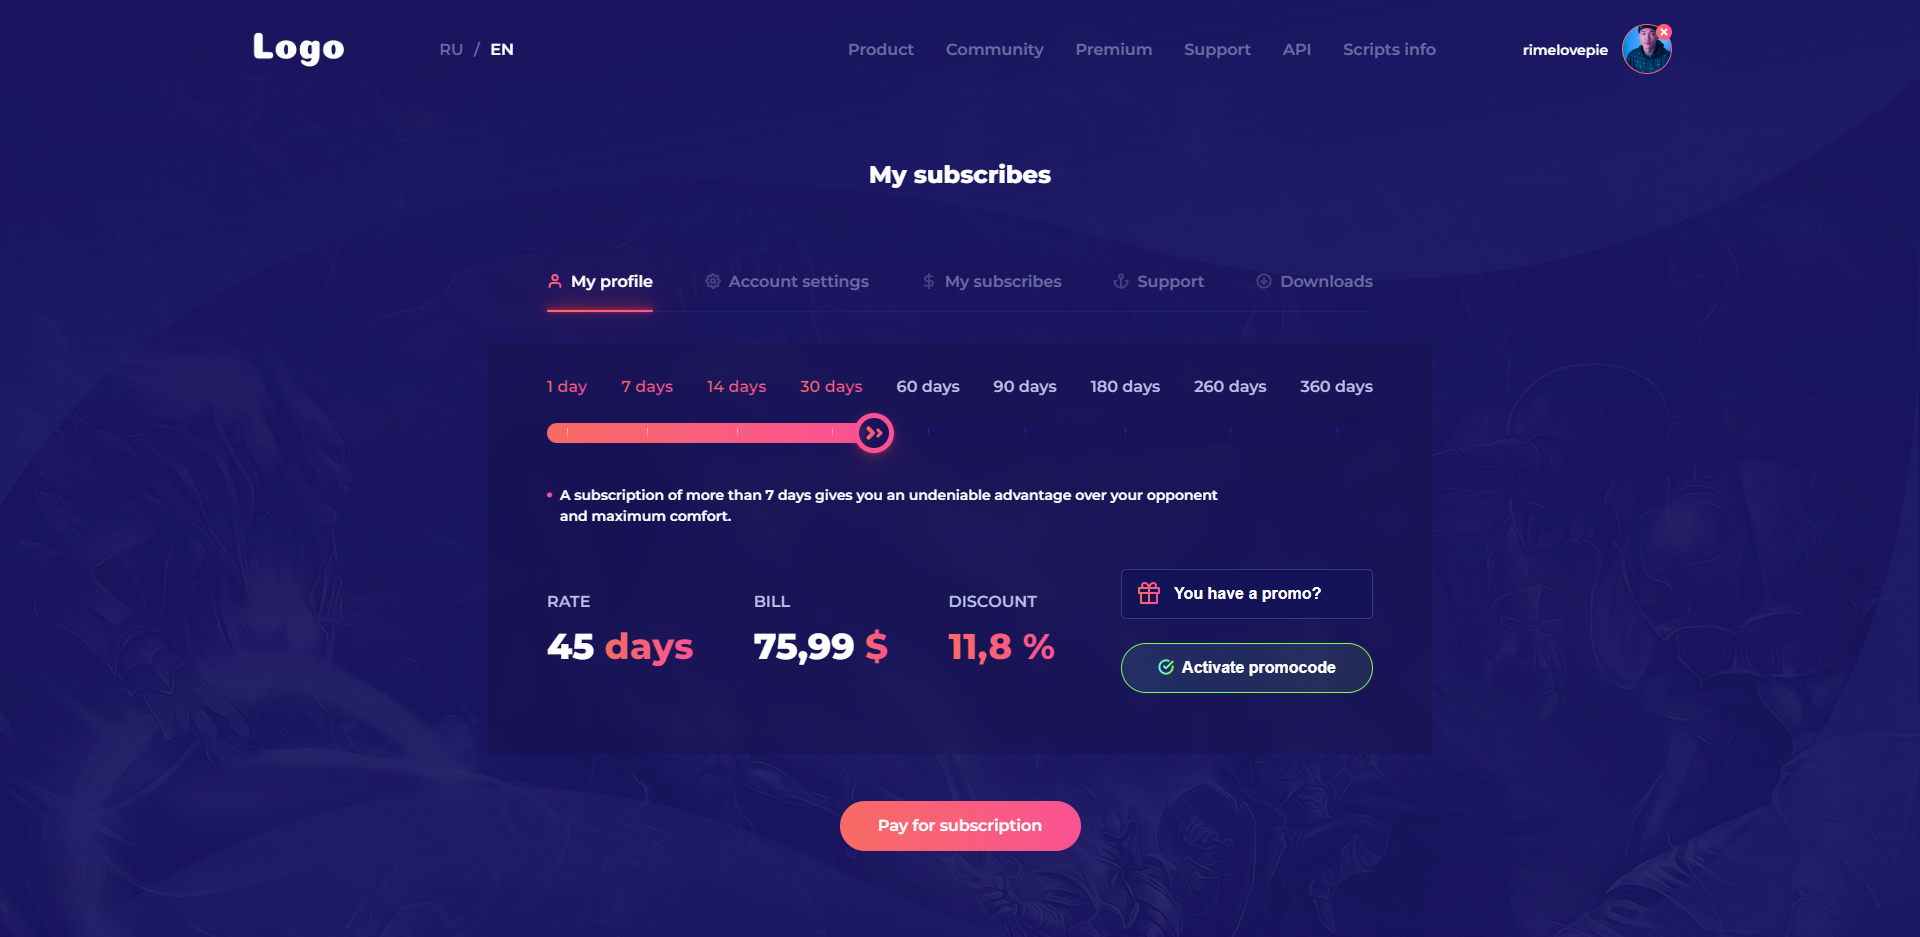 Logo
RU / EN
Product Community Premium Support API Scripts info
rimelovepie
My subscribes
My profile Account settings My subscribes Support Downloads
1 day 7 days 14 days 30 days 60 days 90 days 180 days 260 days 360 days
A subscription of more than 7 days gives you an undeniable advantage over your opponent
and maximum comfort.
RATE BILL DISCOUNT
45 days 75,99 $ 11,8 %
You have a promo?
Activate promocode
Pay for subscription